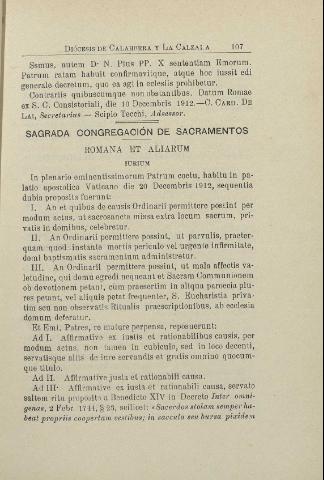 DIÓCESIS DE CALAHORRA Y LA CALZADA 107
Ssmus, autem D. N. Pius PP. X sententiam Emorum.
Patrum ratam habuit confirmavitque, atque hoc iussit edi
generale decretum, quo ea agi in eclesis prohibentur.
Contrariis quibuscumque non obstantibus. Datum Romae
ex S. C. Consistoriali, die 10 Decembris 1912.—C. CARD. DE
LAI, Secretarius — Scipio Tecchi, Adsessor.
SAGRADA CONGREGACIÓN DE SACRAMENTOS
ROMANA ET ALIARUM
IURIUM
In plenario eminentissimorum Patrum coetu, habitu in pa-
latio apostolico Vaticano die 20 Decembris 1912, sequentia
dubia proposita fuerunt:
I. An et quibus de causis Ordinarii permittere possint per
modum actus, ut sacrosancta missa extra locum sacrum, pri-
vatis in domibus, celebretur.
II. An Ordinarii permittere possint, ut parvulis, praeter-
quam quod instante mortis periculo vel urgente infirmitate,
domi baptismatis sacramentum administretur.
III. An Ordinarii permittere possint, ut male affectis va-
letudine, qui domo egredi nequeant et Sacram Communionem
ob devotionem petant, cum praesertim in aliqua paroecia plu-
res petant, vel aliquis petat frequenter, S. Eucharistia priva-
tim seu non observatis Ritualis praescriptionibus, ab ecclesia
domum deferatur.
Et Emi. Patres, re mature perpensa, reposuerunt:
Ad I. Affirmative ex iustis et rationabilibus causis, per
modum actus, non tamen in cubiculo, sed in loco decenti,
servatisque aliis de iure servandis et gratis omnino quocum-
que titulo.
Ad II. Affirmative justa et rationabili causa.
Ad III. Affirmative ex iusta et rationabili causa, servato
saltem ritu proposito a Benedicto XIV in Decreto Inter omni-
genas, 2 Febr. 1744, § 23, scilicet: «Sacerdos stolam semper ha-
beat propriis coopertam vestibus; in sacculo seu bursa pixidem